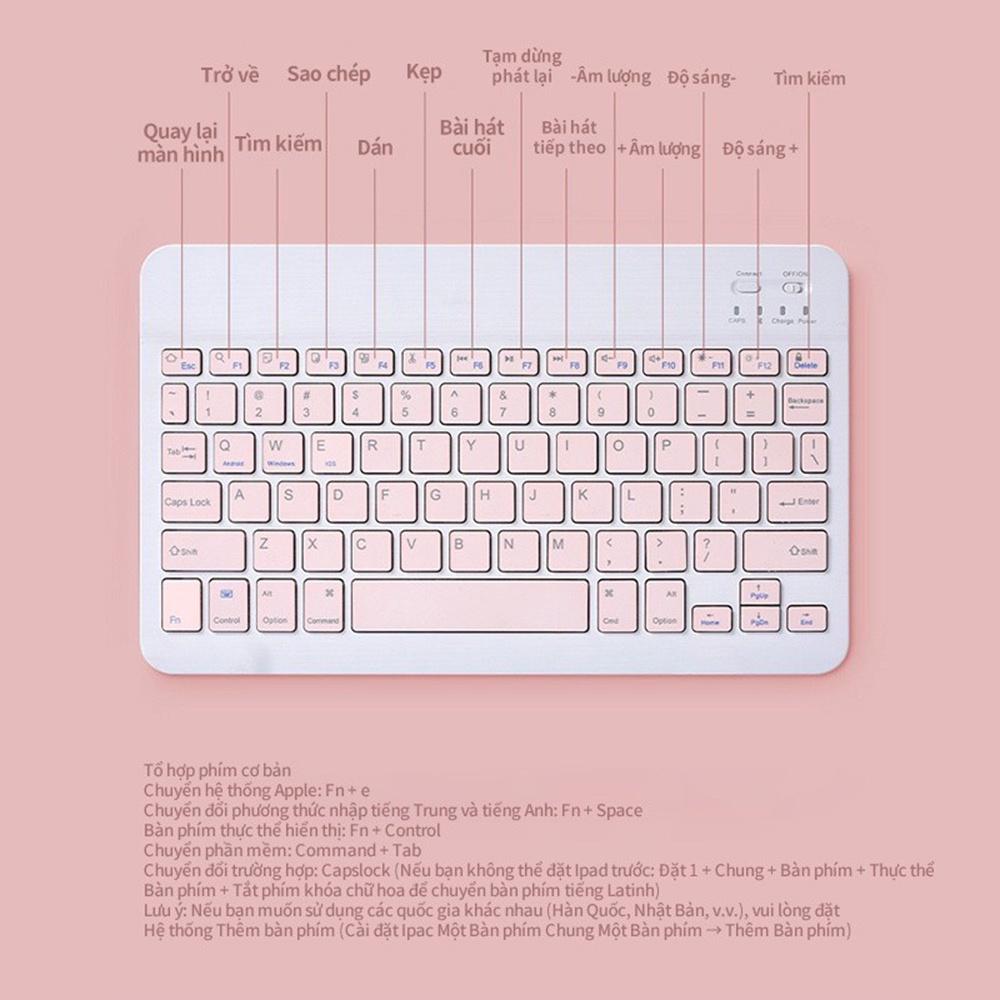 Tạm dừng
phát lại
Trở về Sao chép Kẹp -Âm lượng Độ sáng- Tìm kiếm
Quay lại
màn hình
Tìm kiếm Dán
Bài hát
cuối
Bài hát
tiếp theo
+ Âm lượng Độ sáng +
Connect OFF/ON
CAPS Charge Power
Esc F1 F2 F3 F4 F5 F6 F7 F8 F9 F10 F11 F12 Delete
~ ! @ # $ % ^ & * ( ) — + Backspace
` 1 2 3 4 5 6 7 8 9 0 - =
Tab Q W E R T Y U I O P { } |
Android Windows IOS [ ] \
Caps Lock A S D F G H J K L : " Enter
; '
Shift Z X C V B N M < > ? Shift
, . /
Alt ⌘ ⌘ Alt ↑
PgUp
Fn Control Option Command Cmd Option ← ↓ →
Home PgDn End
Tổ hợp phím cơ bản
Chuyển hệ thống Apple: Fn + e
Chuyển đổi phương thức nhập tiếng Trung và tiếng Anh: Fn + Space
Bàn phím thực thể hiển thị: Fn + Control
Chuyển phần mềm: Command + Tab
Chuyển đổi trường hợp: Capslock (Nếu bạn không thể đặt Ipad trước: Đặt 1 + Chung + Bàn phím + Thực thể
Bàn phím + Tắt phím khóa chữ hoa để chuyển bàn phím tiếng Latinh)
Lưu ý: Nếu bạn muốn sử dụng các quốc gia khác nhau (Hàn Quốc, Nhật Bản, v.v.), vui lòng đặt
Hệ thống Thêm bàn phím (Cài đặt Ipac Một Bàn phím Chung Một Bàn phím → Thêm Bàn phím)